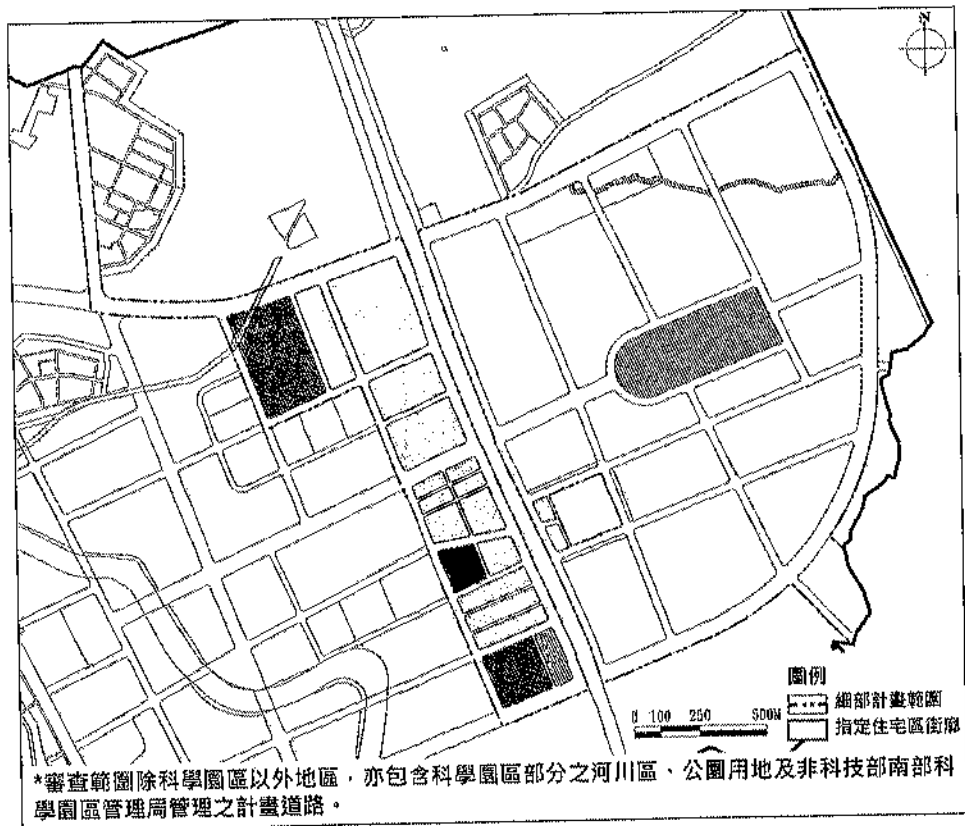 N
圖例
細部計畫範圍
指定住宅區街廓
0 100 250 500M
*審查範圍除科學園區以外地區，亦包含科學園區部分之河川區、公園用地及非科技部南部科
學園區管理局管理之計畫道路。